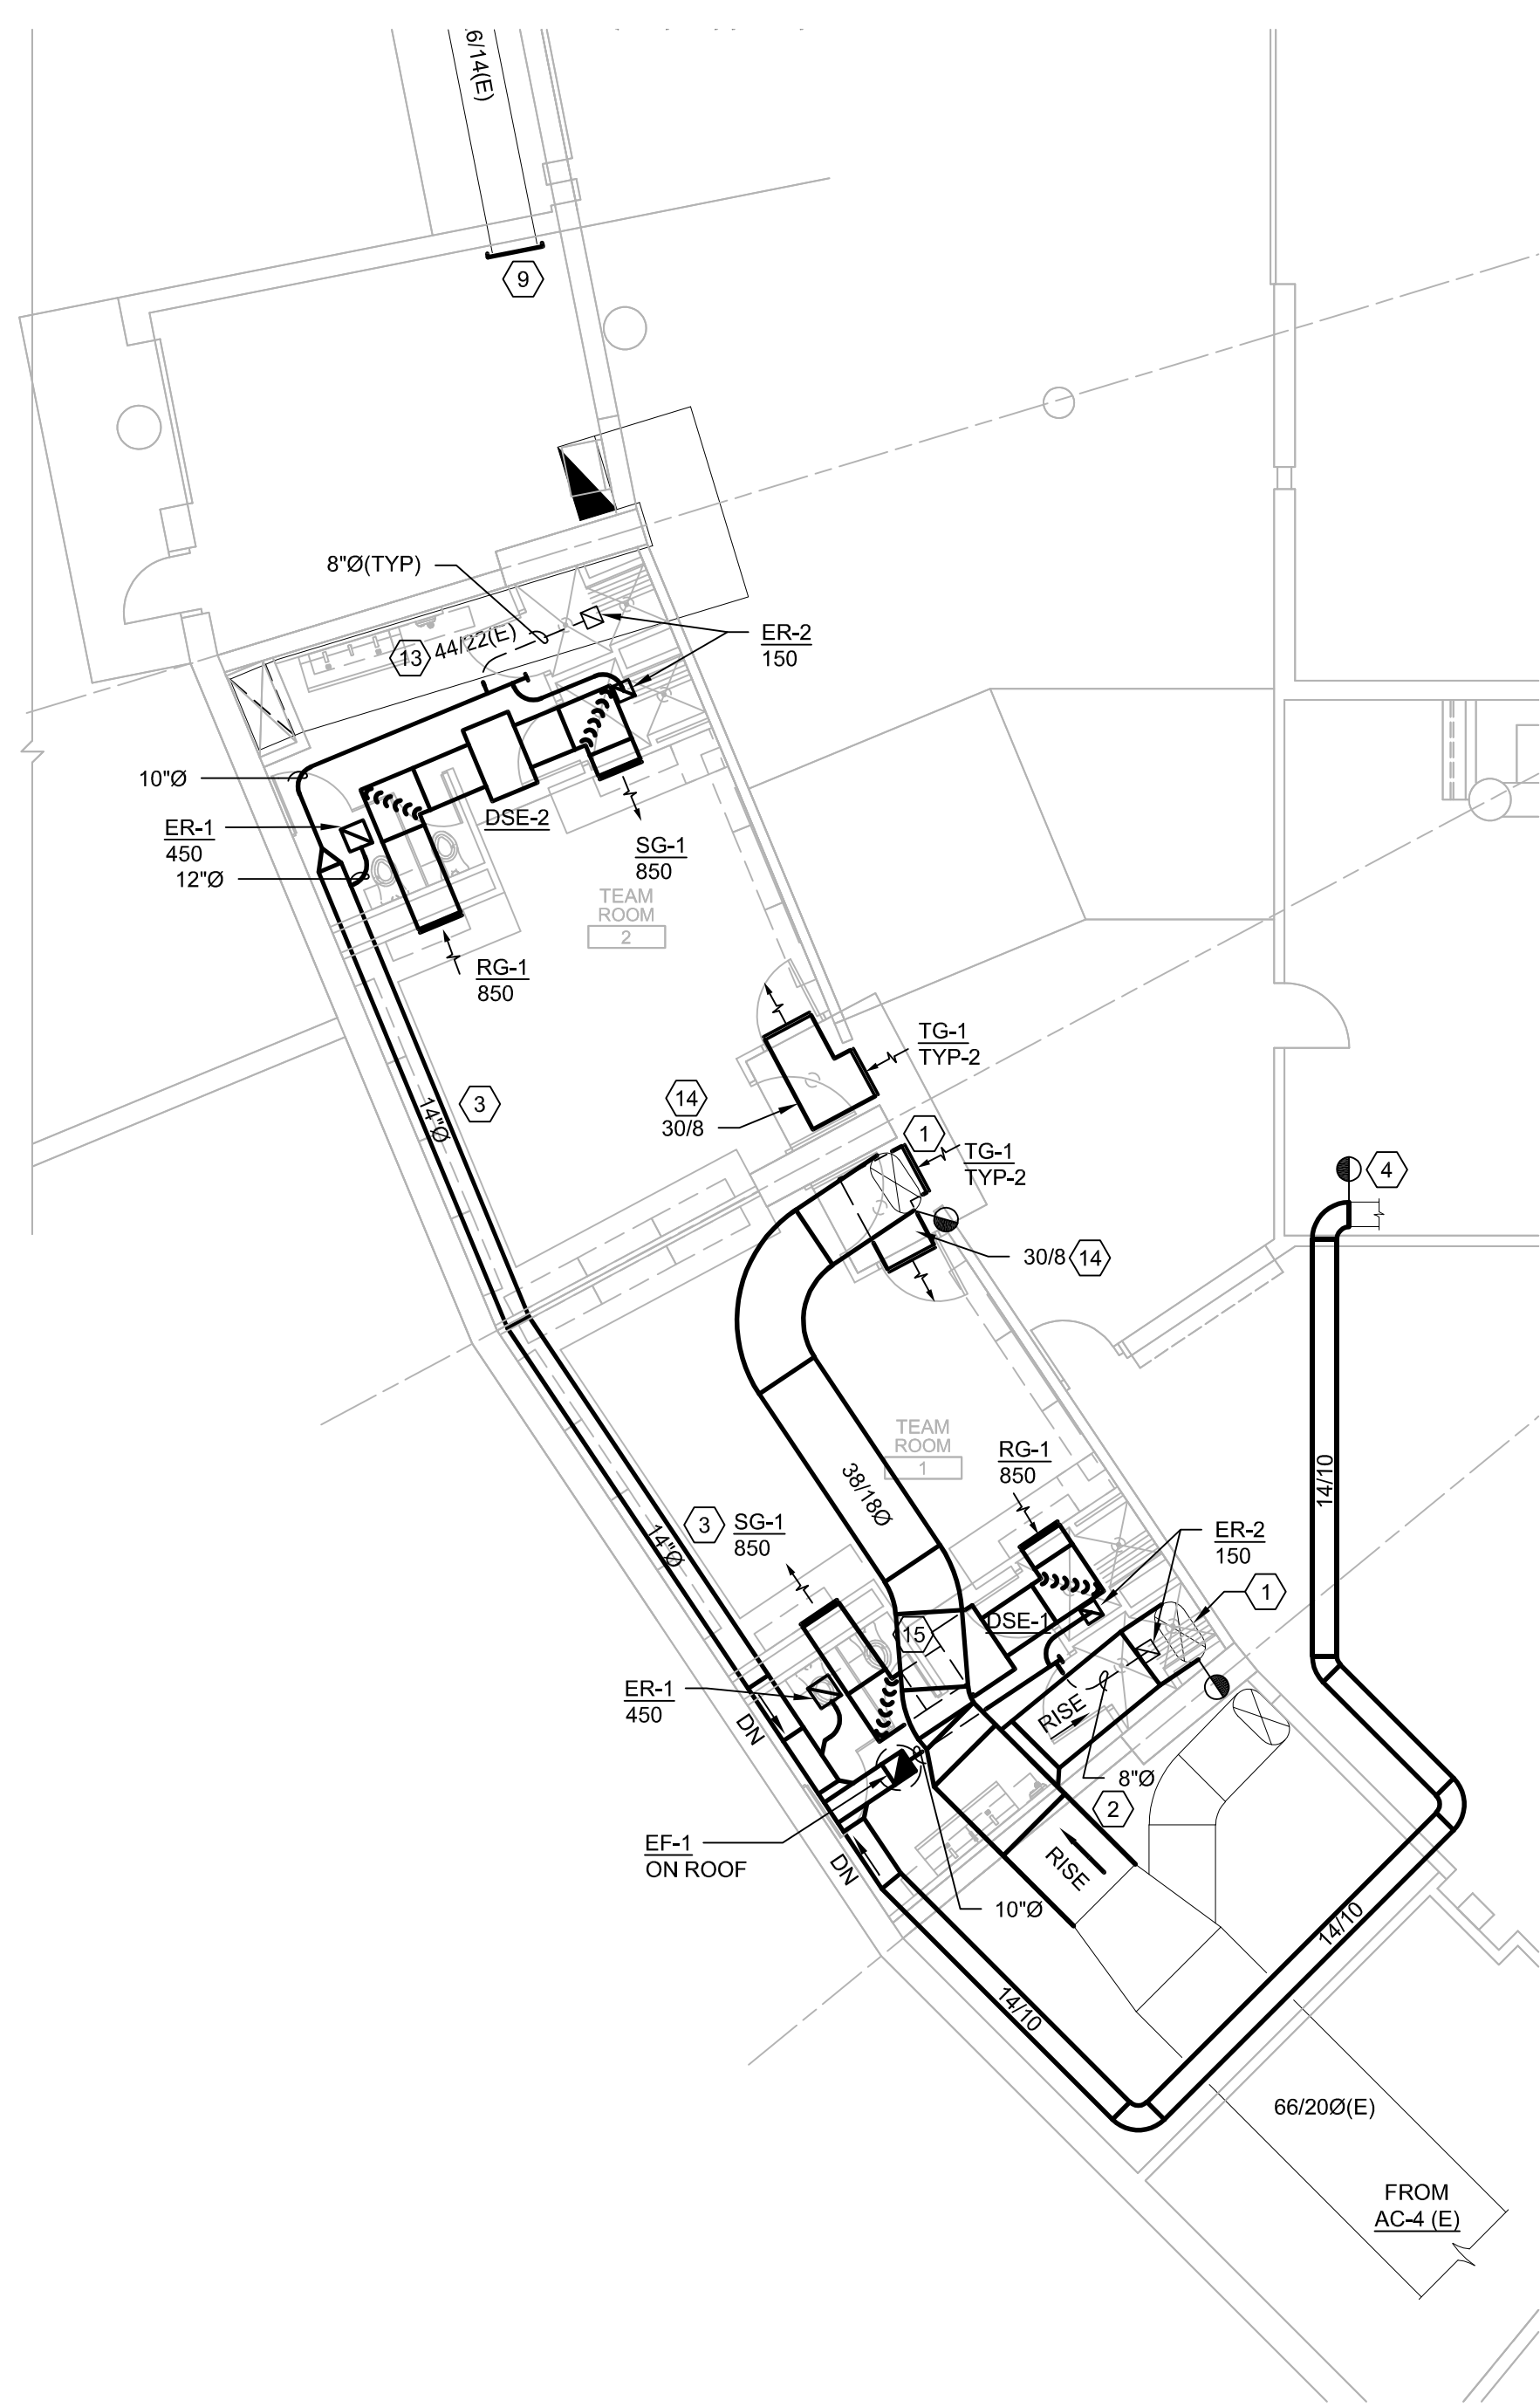 6/14(E)
9
8"Ø(TYP)
13
44/22(E)
ER-2
150
10"Ø
ER-1
450
12"Ø
DSE-2
SG-1
850
TEAM
ROOM
2
RG-1
850
TG-1
TYP-2
14
30/8
3
14"Ø
1
TG-1
TYP-2
4
30/8
14
TEAM
ROOM
1
RG-1
850
38/18Ø
14/10
3
SG-1
850
14"Ø
ER-2
150
1
15
DSE-1
ER-1
450
DN
RISE
8"Ø
2
EF-1
ON ROOF
DN
RISE
10"Ø
14/10
14/10
66/20Ø(E)
FROM
AC-4 (E)